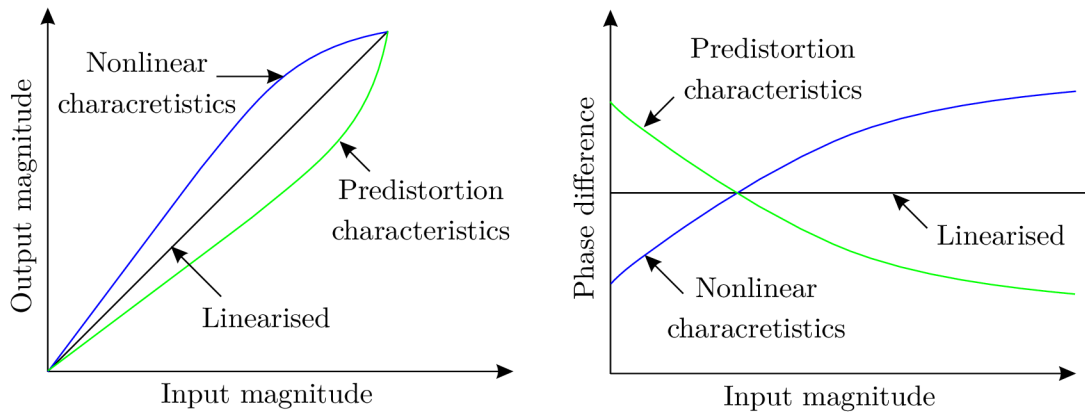 Output magnitude
Nonlinear
characretistics
Predistortion
characteristics
Linearised
Input magnitude
Phase difference
Predistortion
characteristics
Linearised
Nonlinear
characretistics
Input magnitude